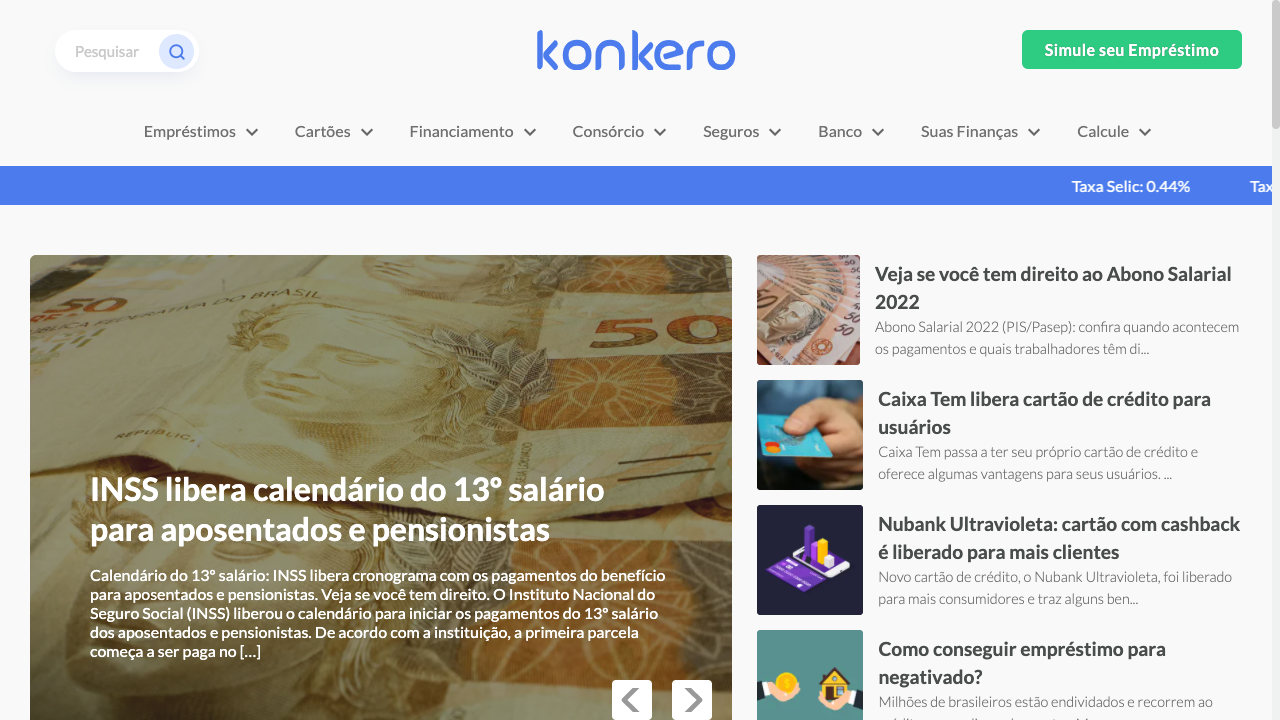 Pesquisar
konkero
Simule seu Empréstimo
Empréstimos
Cartões
Financiamento
Consórcio
Seguros
Banco
Suas Finanças
Calcule
Taxa Selic: 0.44%
Tax
50
50
REPÚBLICA FEDERATIVA DO BRASIL
INSS libera calendário do 13º salário
para aposentados e pensionistas
Calendário do 13º salário: INSS libera cronograma com os pagamentos do benefício
para aposentados e pensionistas. Veja se você tem direito. O Instituto Nacional do
Seguro Social (INSS) liberou o calendário para iniciar os pagamentos do 13º salário
dos aposentados e pensionistas. De acordo com a instituição, a primeira parcela
começa a ser paga no [...]
Veja se você tem direito ao Abono Salarial
2022
Abono Salarial 2022 (PIS/Pasep): confira quando acontecem
os pagamentos e quais trabalhadores têm di...
Caixa Tem libera cartão de crédito para
usuários
Caixa Tem passa a ter seu próprio cartão de crédito e
oferece algumas vantagens para seus usuários. ...
Nubank Ultravioleta: cartão com cashback
é liberado para mais clientes
Novo cartão de crédito, o Nubank Ultravioleta, foi liberado
para mais consumidores e traz alguns ben...
Como conseguir empréstimo para
negativado?
Milhões de brasileiros estão endividados e recorrem ao